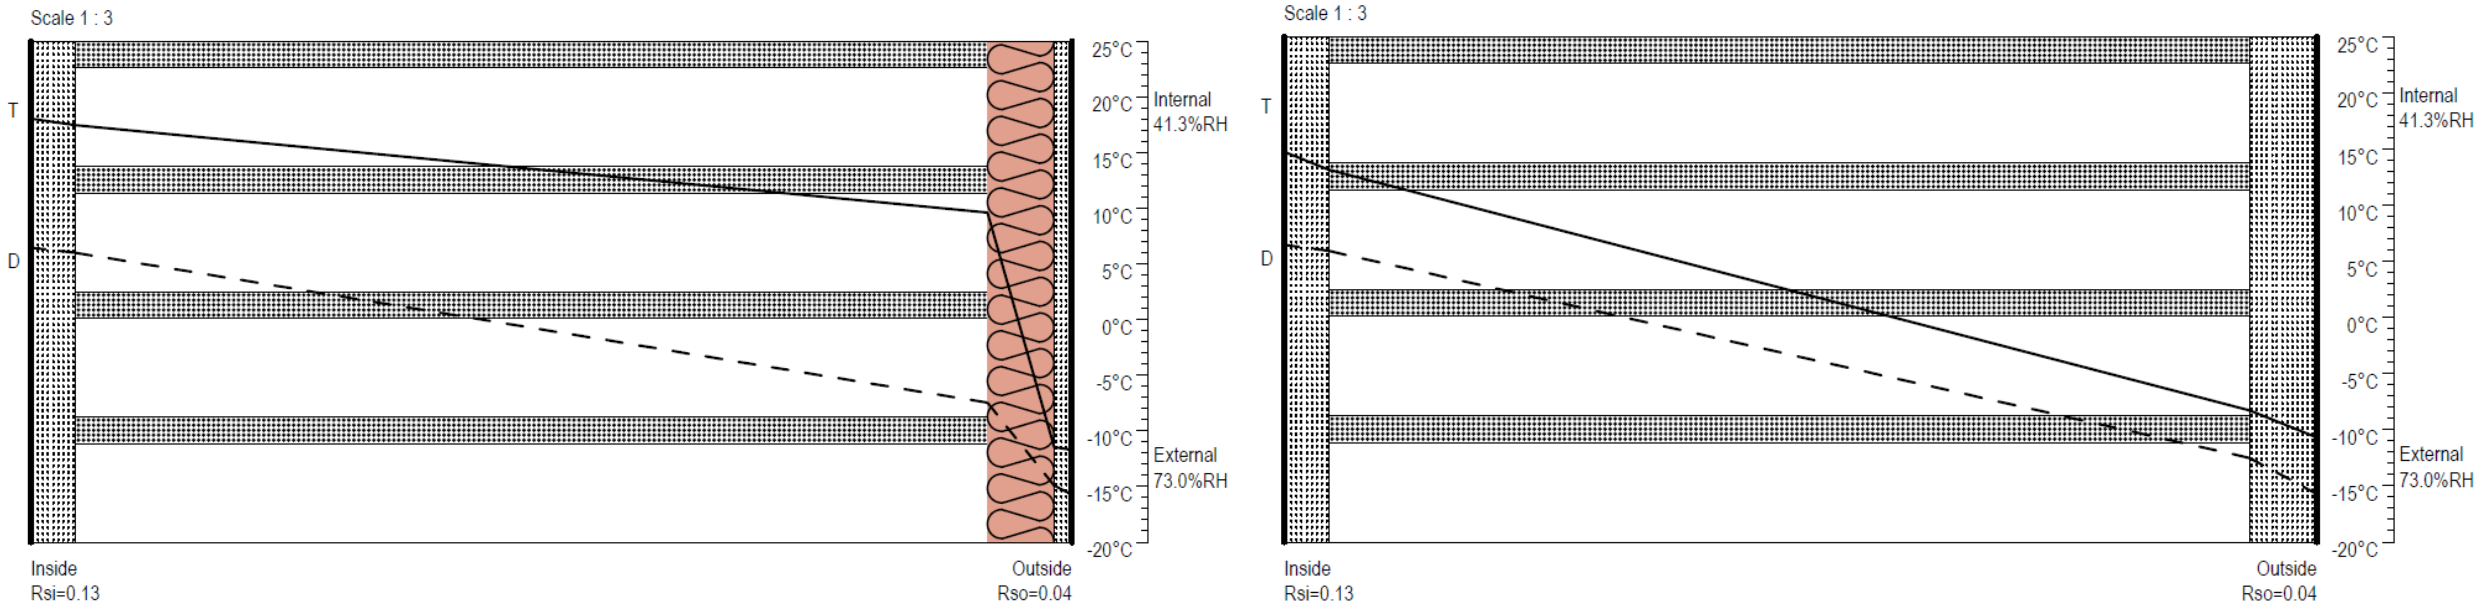 Scale 1 : 3
T
D
25°C
20°C
15°C
10°C
5°C
0°C
-5°C
-10°C
-15°C
-20°C
Internal
41.3%RH
External
73.0%RH
Inside
Rsi=0.13
Outside
Rso=0.04
Scale 1 : 3
T
D
25°C
20°C
15°C
10°C
5°C
0°C
-5°C
-10°C
-15°C
-20°C
Internal
41.3%RH
External
73.0%RH
Inside
Rsi=0.13
Outside
Rso=0.04